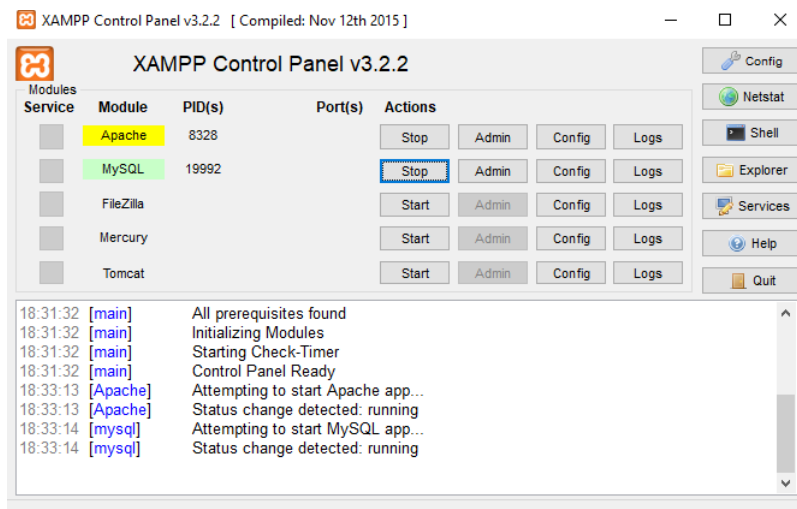 XAMPP Control Panel v3.2.2 [ Compiled: Nov 12th 2015 ]
XAMPP Control Panel v3.2.2
Config
Modules
Netstat
Service Module PID(s) Port(s) Actions
Apache 8328 Stop Admin Config Logs
Shell
MySQL 19992 Stop Admin Config Logs
Explorer
FileZilla Start Admin Config Logs
Services
Mercury Start Admin Config Logs
Help
Tomcat Start Admin Config Logs
Quit
18:31:32 [main] All prerequisites found
18:31:32 [main] Initializing Modules
18:31:32 [main] Starting Check-Timer
18:31:32 [main] Control Panel Ready
18:33:13 [Apache] Attempting to start Apache app...
18:33:13 [Apache] Status change detected: running
18:33:14 [mysql] Attempting to start MySQL app...
18:33:14 [mysql] Status change detected: running